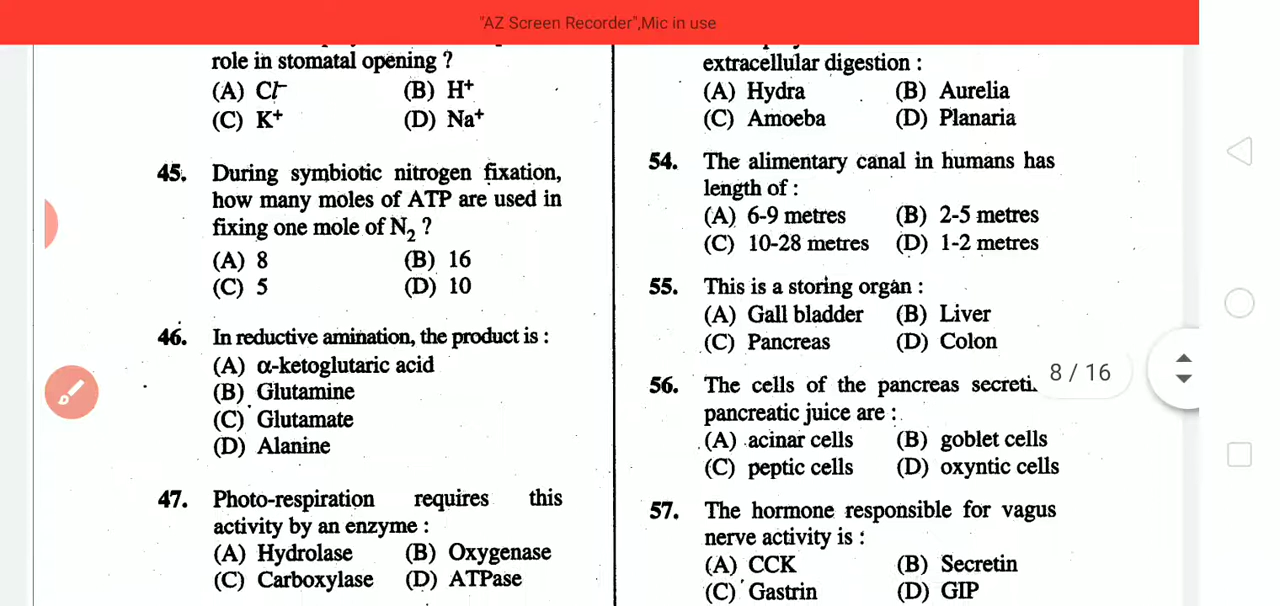 "AZ Screen Recorder",Mic in use
role in stomatal opening ?
(A) Cl- (B) H+
(C) K+ (D) Na+
45. During symbiotic nitrogen fixation,
how many moles of ATP are used in
fixing one mole of N2 ?
(A) 8 (B) 16
(C) 5 (D) 10
46. In reductive amination, the product is :
(A) α-ketoglutaric acid
(B) Glutamine
(C) Glutamate
(D) Alanine
47. Photo-respiration requires this
activity by an enzyme :
(A) Hydrolase (B) Oxygenase
(C) Carboxylase (D) ATPase
extracellular digestion :
(A) Hydra (B) Aurelia
(C) Amoeba (D) Planaria
54. The alimentary canal in humans has
length of :
(A) 6-9 metres (B) 2-5 metres
(C) 10-28 metres (D) 1-2 metres
55. This is a storing organ :
(A) Gall bladder (B) Liver
(C) Pancreas (D) Colon
56. The cells of the pancreas secreti
pancreatic juice are :
(A) acinar cells (B) goblet cells
(C) peptic cells (D) oxyntic cells
57. The hormone responsible for vagus
nerve activity is :
(A) CCK (B) Secretin
(C) Gastrin (D) GIP
8 / 16